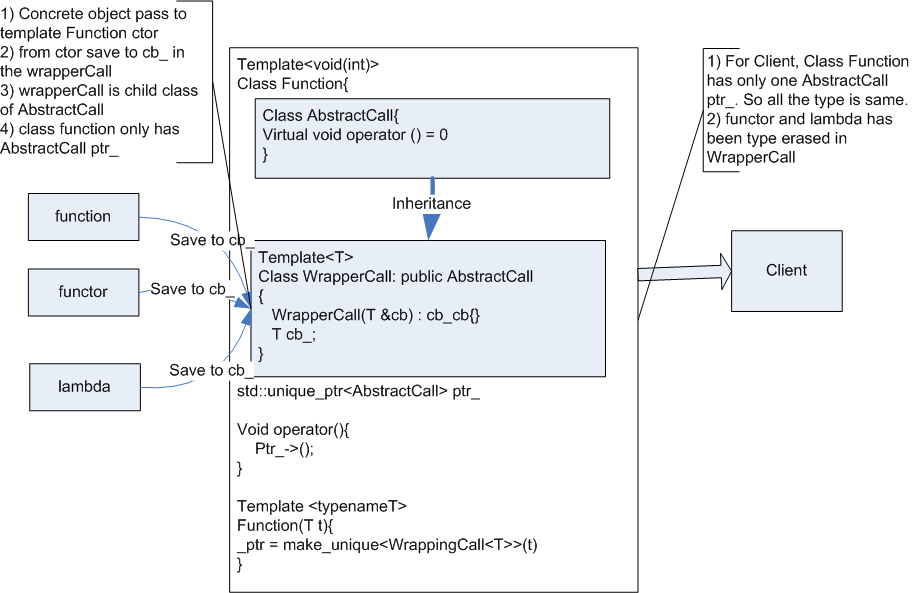 1) Concrete object pass to
template Function ctor
2) from ctor save to cb_ in
the wrapperCall
3) wrapperCall is child class
of AbstractCall
4) class function only has
AbstractCall ptr_
Template<void(int)>
Class Function{
Class AbstractCall{
Virtual void operator () = 0
}
Inheritance
1) For Client, Class Function
has only one AbstractCall
ptr_. So all the type is same.
2) functor and lambda has
been type erased in
WrapperCall
function
functor
lambda
Save to cb_
Save to cb_
Save to cb_
Template<T>
Class WrapperCall: public AbstractCall
{
WrapperCall(T &cb) : cb_cb{}
T cb_;
}
Client
std::unique_ptr<AbstractCall> ptr_
Void operator(){
Ptr_->();
}
Template <typenameT>
Function(T t){
_ptr = make_unique<WrappingCall<T>>(t)
}